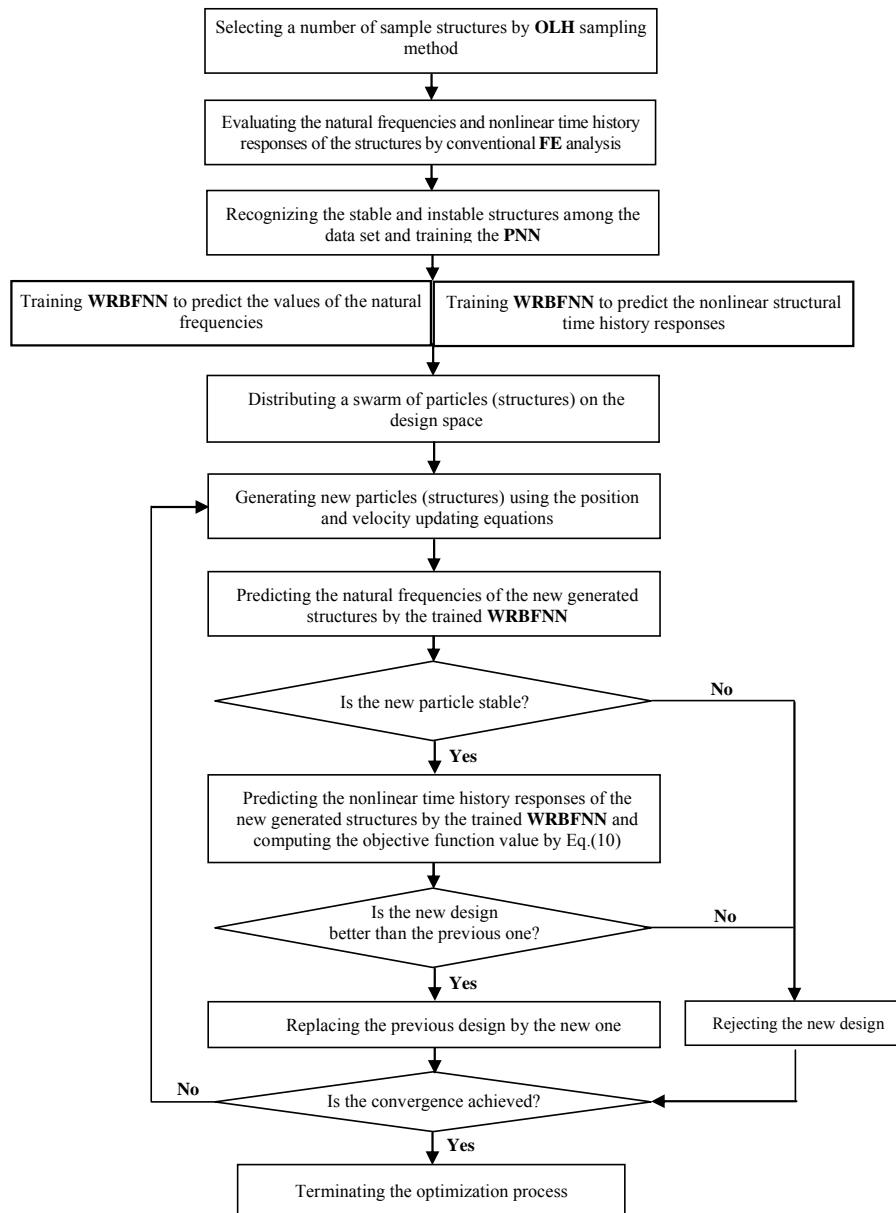 Selecting a number of sample structures by OLH sampling
method
Evaluating the natural frequencies and nonlinear time history
responses of the structures by conventional FE analysis
Recognizing the stable and instable structures among the
data set and training the PNN
Training WRBFNN to predict the values of the natural
frequencies
Training WRBFNN to predict the nonlinear structural
time history responses
Distributing a swarm of particles (structures) on the
design space
Generating new particles (structures) using the position
and velocity updating equations
Predicting the natural frequencies of the new generated
structures by the trained WRBFNN
Is the new particle stable?
No
Yes
Predicting the nonlinear time history responses of the
new generated structures by the trained WRBFNN and
computing the objective function value by Eq.(10)
Is the new design
better than the previous one?
No
Yes
Replacing the previous design by the new one
Rejecting the new design
No
Is the convergence achieved?
Yes
Terminating the optimization process